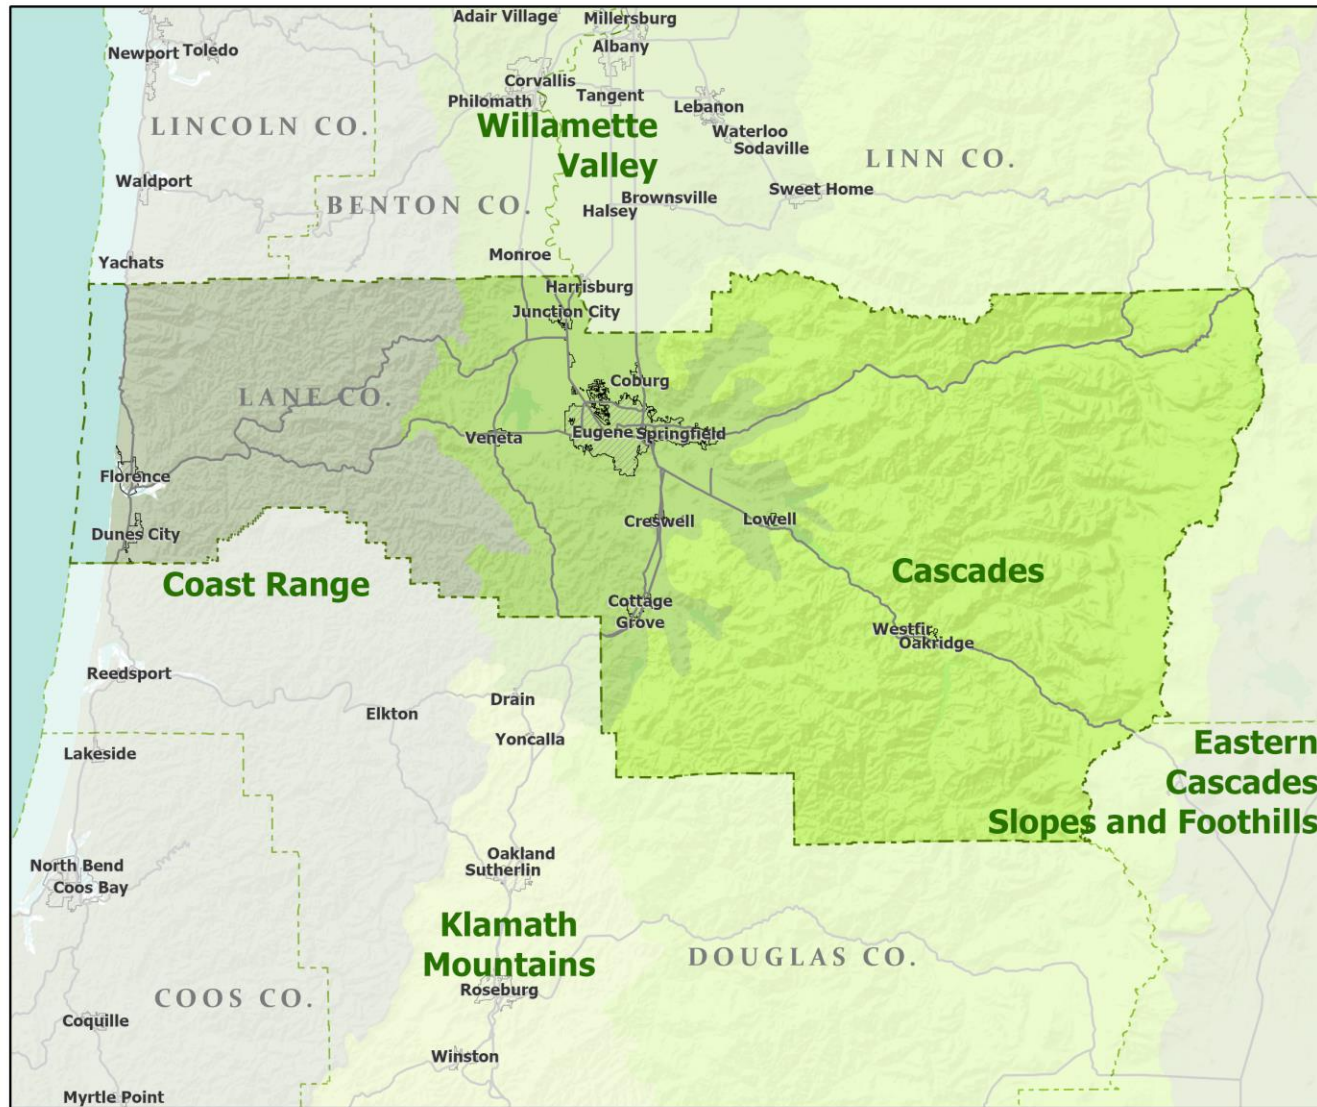 Adair Village
Millersburg
Newport
Toledo
Albany
Corvallis
Philomath
Tangent
Lebanon
LINCOLN CO.
Willamette
Valley
Waterloo
Sodaville
LINN CO.
Waldport
BENTON CO.
Halsey
Brownsville
Sweet Home
Yachats
Monroe
Harrisburg
Junction City
LANE CO.
Coburg
Veneta
Eugene
Springfield
Florence
Dunes City
Creswell
Lowell
Coast Range
Cascades
Cottage
Grove
Westfir
Oakridge
Reedsport
Drain
Elkton
Yoncalla
Lakeside
Eastern
Cascades
Slopes and Foothills
North Bend
Coos Bay
Oakland
Sutherlin
Klamath
Mountains
DOUGLAS CO.
COOS CO.
Roseburg
Coquille
Winston
Myrtle Point